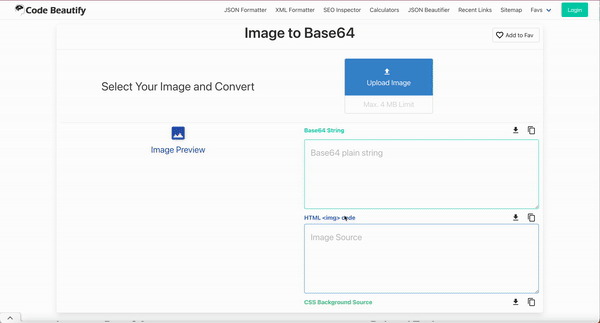 Code Beautify
JSON Formatter XML Formatter SEO Inspector Calculators JSON Beautifier Recent Links Sitemap Favs Login
Image to Base64
Add to Fav
Select Your Image and Convert
Upload Image
Max. 4 MB Limit
Image Preview
Base64 String
Base64 plain string
HTML <img> code
Image Source
CSS Background Source